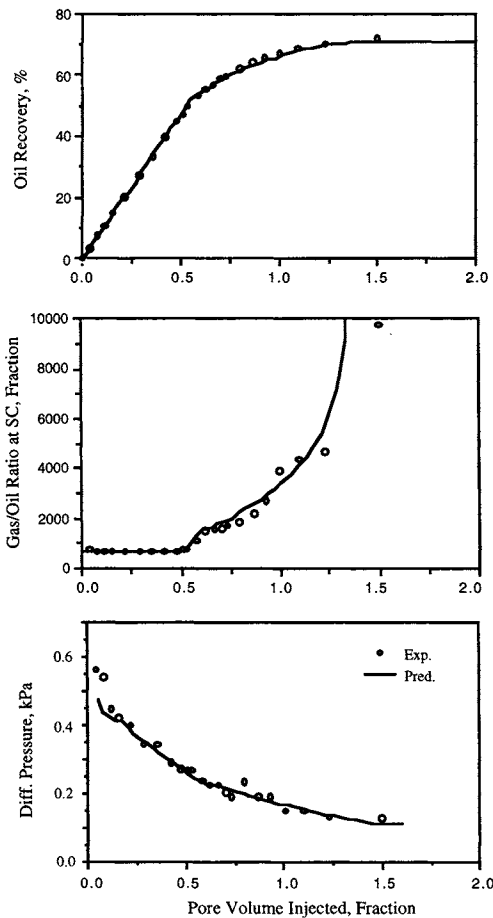 80
60
40
20
0
Oil Recovery, %
0.0 0.5 1.0 1.5 2.0
10000
8000
6000
4000
2000
0
Gas/Oil Ratio at SC, Fraction
0.0 0.5 1.0 1.5 2.0
0.6
0.4
0.2
0.0
Diff. Pressure, kPa
Exp.
Pred.
0.0 0.5 1.0 1.5 2.0
Pore Volume Injected, Fraction